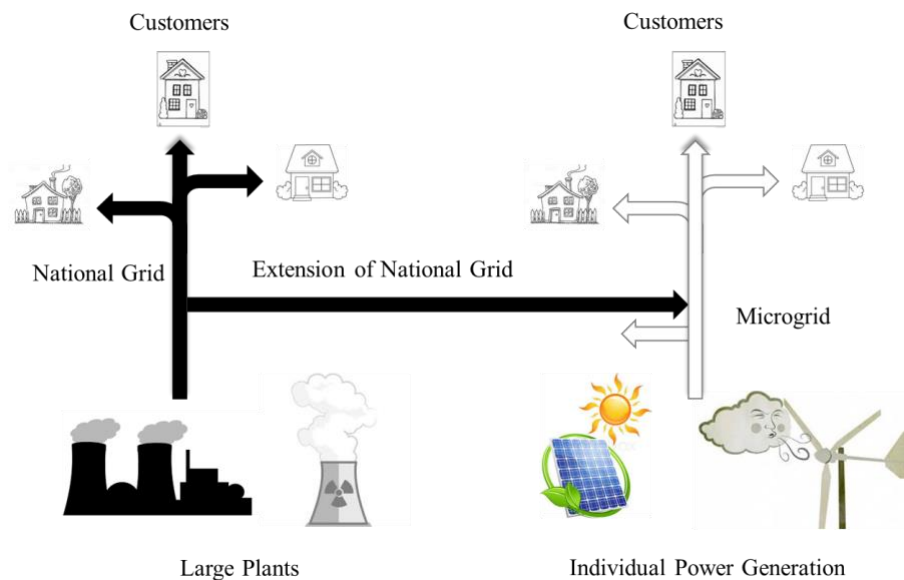 Customers
Customers
National Grid
Extension of National Grid
Microgrid
Large Plants
Individual Power Generation